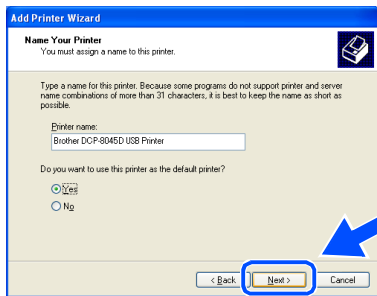 Add Printer Wizard
Name Your Printer
You must assign a name to this printer.
Type a name for this printer. Because some programs do not support printer and server
name combinations of more than 31 characters, it is best to keep the name as short as
possible.
Printer name:
Brother DCP-8045D USB Printer
Do you want to use this printer as the default printer?
Yes
No
< Back
Next >
Cancel